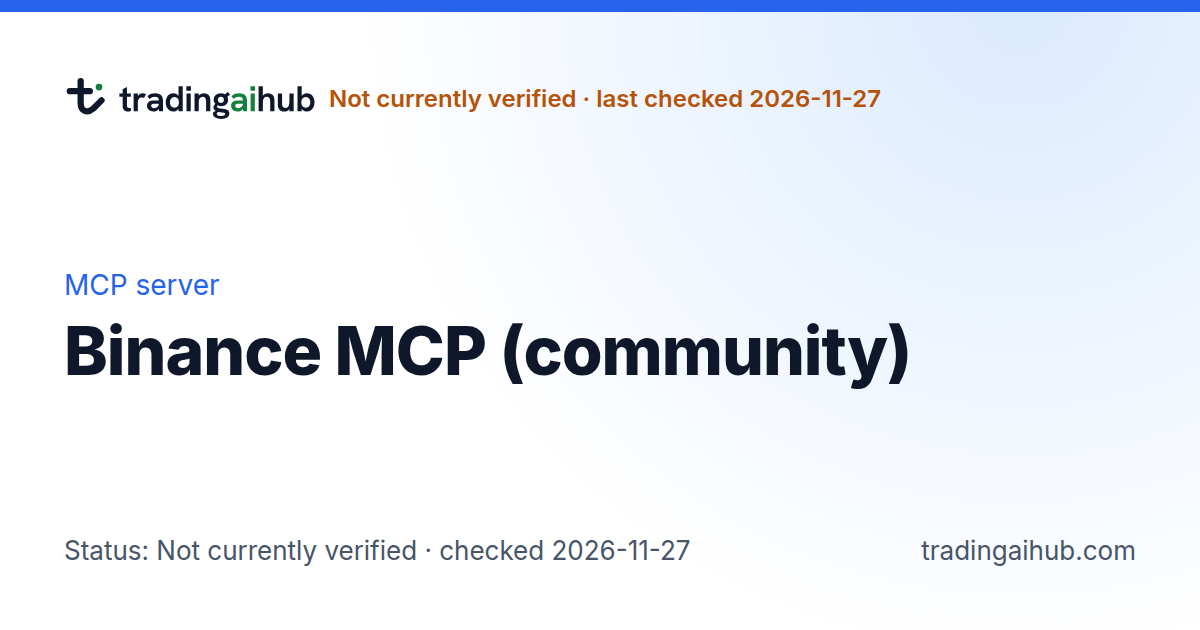 tradingaihub Not currently verified · last checked 2026-11-27
MCP server
Binance MCP (community)
Status: Not currently verified · checked 2026-11-27
tradingaihub.com